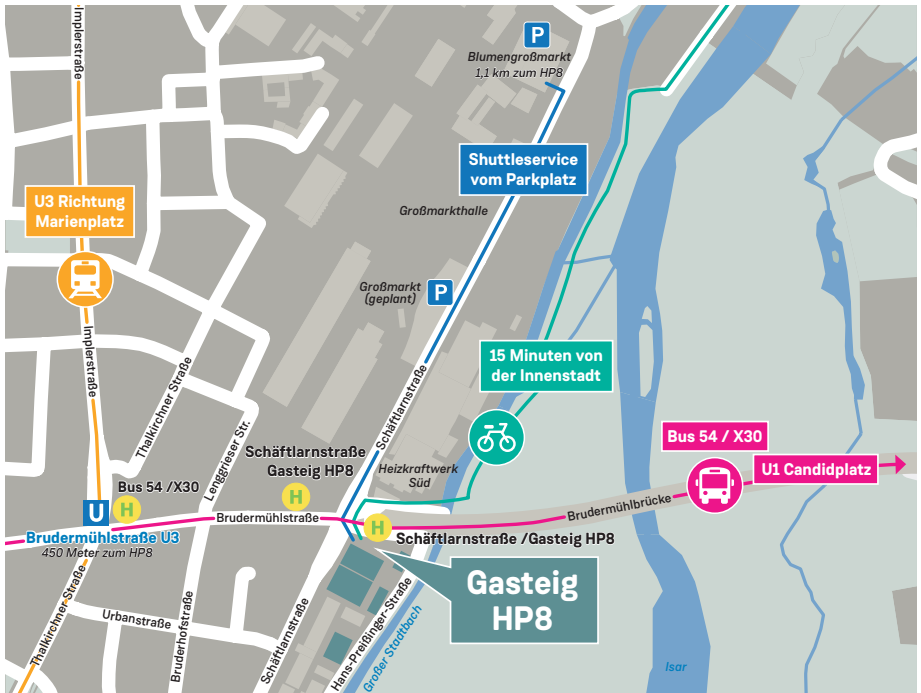 Implerstraße
P
Blumengroßmarkt
1,1 km zum HP8
Shuttleservice
vom Parkplatz
U3 Richtung
Marienplatz
Großmarkthalle
Großmarkt
(geplant)
P
Implerstraße
Thalkirchner Straße
15 Minuten von
der Innenstadt
Schäftlarnstraße
Lenggrieser Str.
Schäftlarnstraße
Gasteig HP8
Heizkraftwerk
Süd
Bus 54 / X30
U1 Candidplatz
Bus 54 /X30
H
H
U
Brudermühlstraße
Brudermühlbrücke
H
Brudermühlstraße U3
450 Meter zum HP8
Schäftlarnstraße /Gasteig HP8
Gasteig
HP8
Thalkirchner Straße
Urbanstraße
Bruderhofstraße
Schäftlarnstraße
Hans-Preißinger-Straße
Großer Stadtbach
Isar